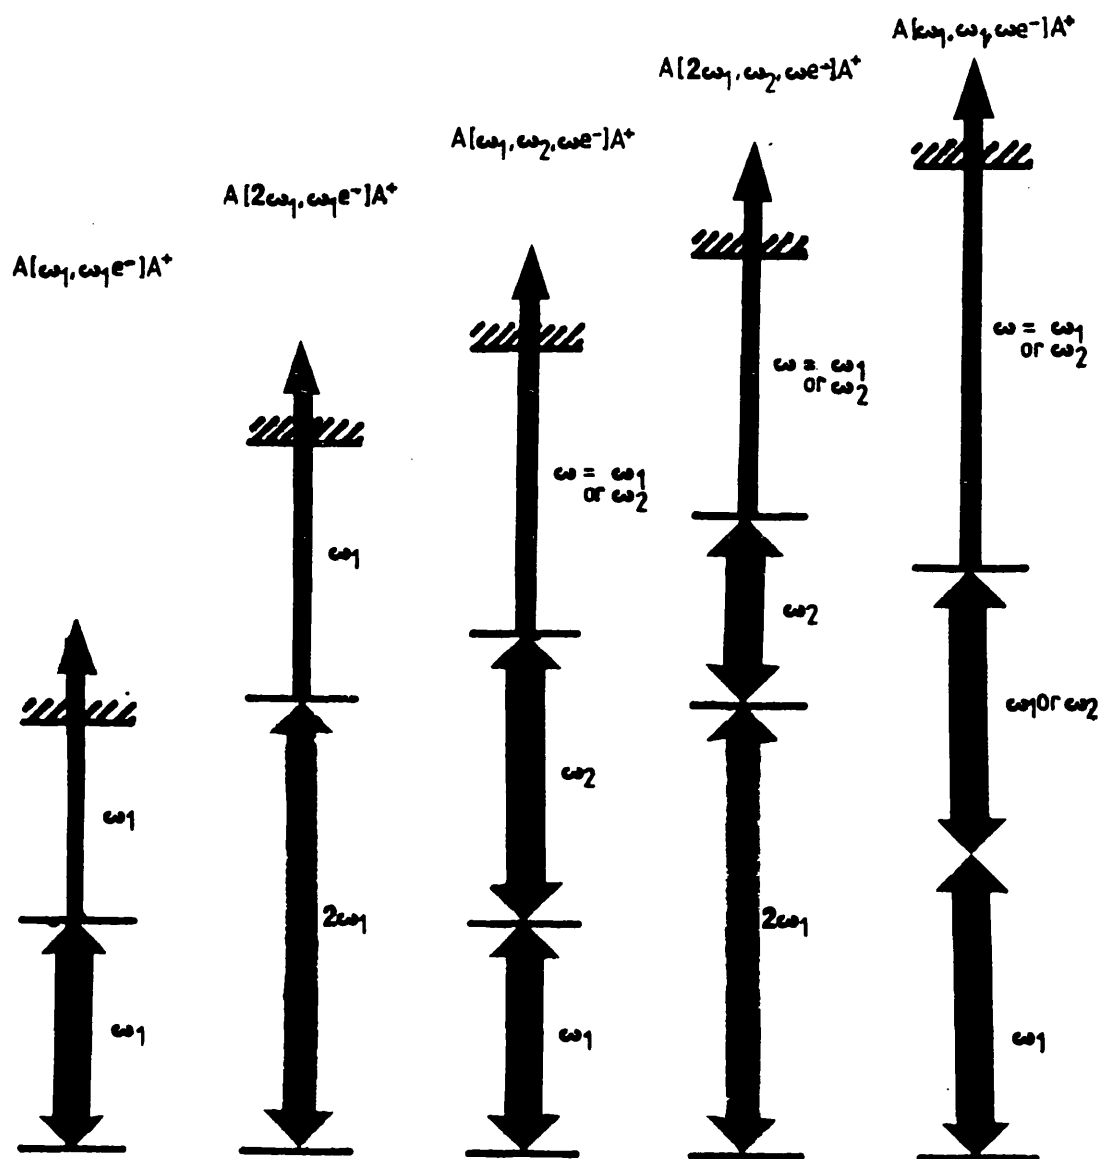 A[ω₁,ω₁e⁻]A⁺
ω₁
ω₁
A[2ω₁,ω₁e⁻]A⁺
ω₁
2ω₁
A[ω₁,ω₂,ωe⁻]A⁺
ω = ω₁
or ω₂
ω₂
ω₁
A[2ω₁,ω₂,ωe⁻]A⁺
ω = ω₁
or ω₂
ω₂
2ω₁
A[ω₁,ω₁,ωe⁻]A⁺
ω = ω₁
or ω₂
ω₁ or ω₂
ω₁